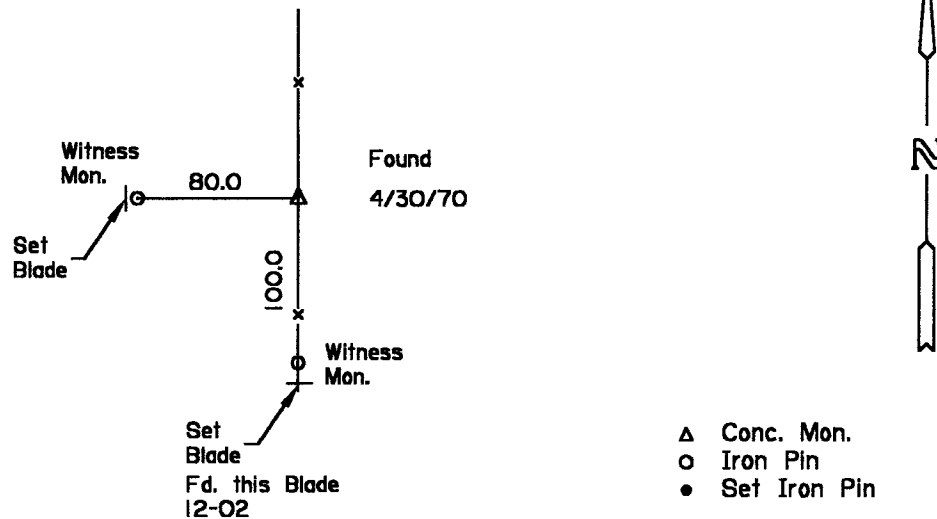 Witness
Mon.
80.0
Found
4/30/70
N
Set
Blade
100.0
Witness
Mon.
Set
Blade
Fd. this Blade
12-02
Conc. Mon.
Iron Pin
Set Iron Pin